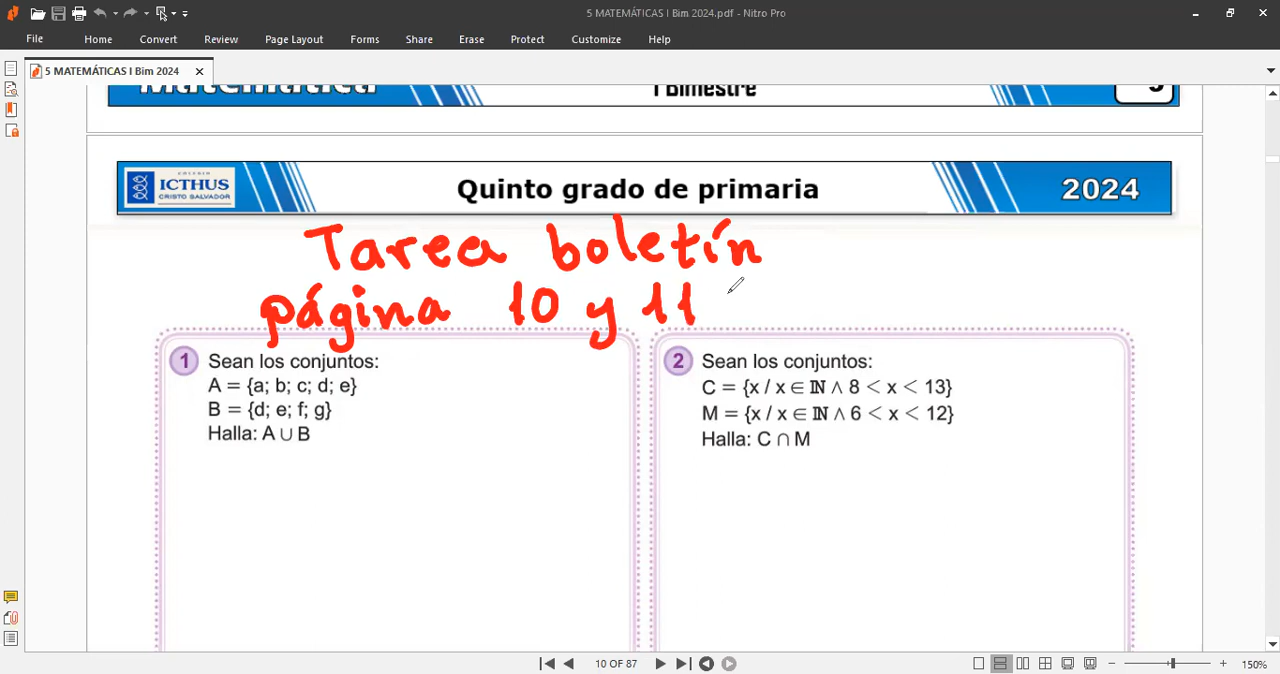 5 MATEMÁTICAS I Bim 2024.pdf - Nitro Pro
File Home Convert Review Page Layout Forms Share Erase Protect Customize Help
5 MATEMÁTICAS I Bim 2024
Matemática I Bimestre
COLEGIO
ICTHUS
CRISTO SALVADOR
Quinto grado de primaria
2024
Tarea boletín
página 10 y 11
1 Sean los conjuntos:
A = {a; b; c; d; e}
B = {d; e; f; g}
Halla: A ∪ B
2 Sean los conjuntos:
C = {x / x ∈ ℕ ∧ 8 < x < 13}
M = {x / x ∈ ℕ ∧ 6 < x < 12}
Halla: C ∩ M
10 OF 87
150%